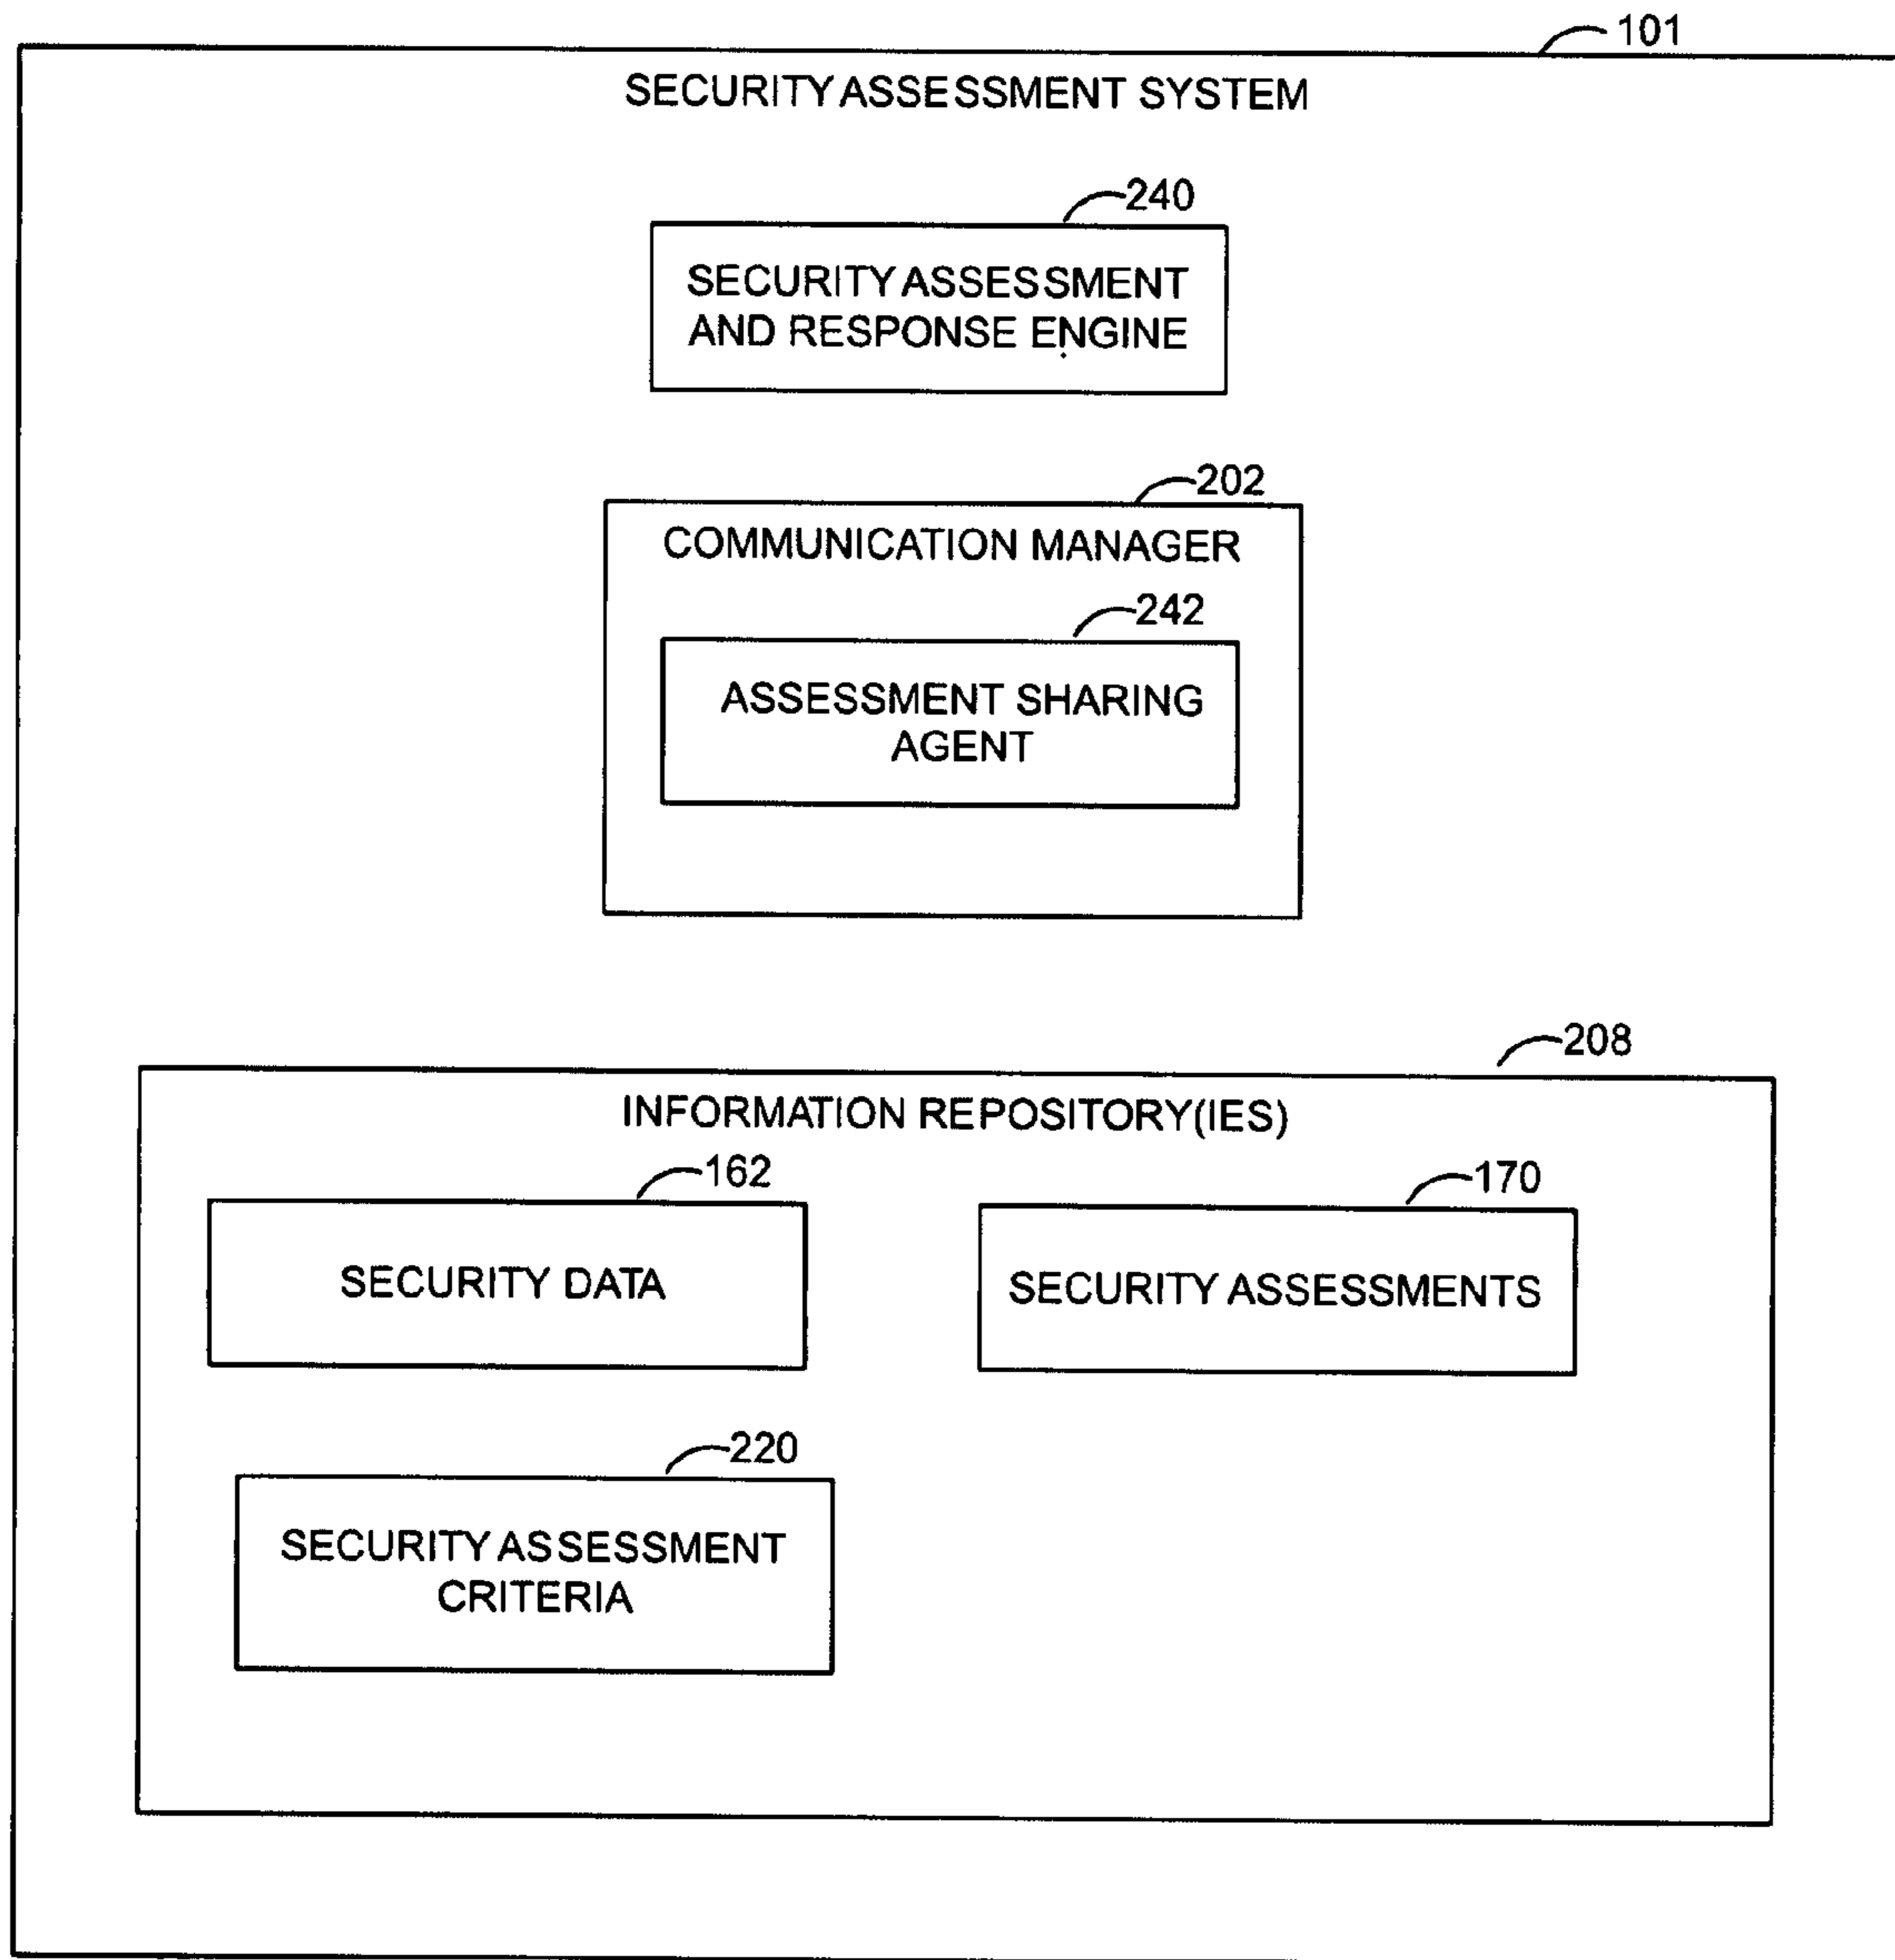 101
SECURITY ASSESSMENT SYSTEM
240
SECURITY ASSESSMENT
AND RESPONSE ENGINE
202
COMMUNICATION MANAGER
242
ASSESSMENT SHARING
AGENT
208
INFORMATION REPOSITORY(IES)
162
SECURITY DATA
170
SECURITY ASSESSMENTS
220
SECURITY ASSESSMENT
CRITERIA